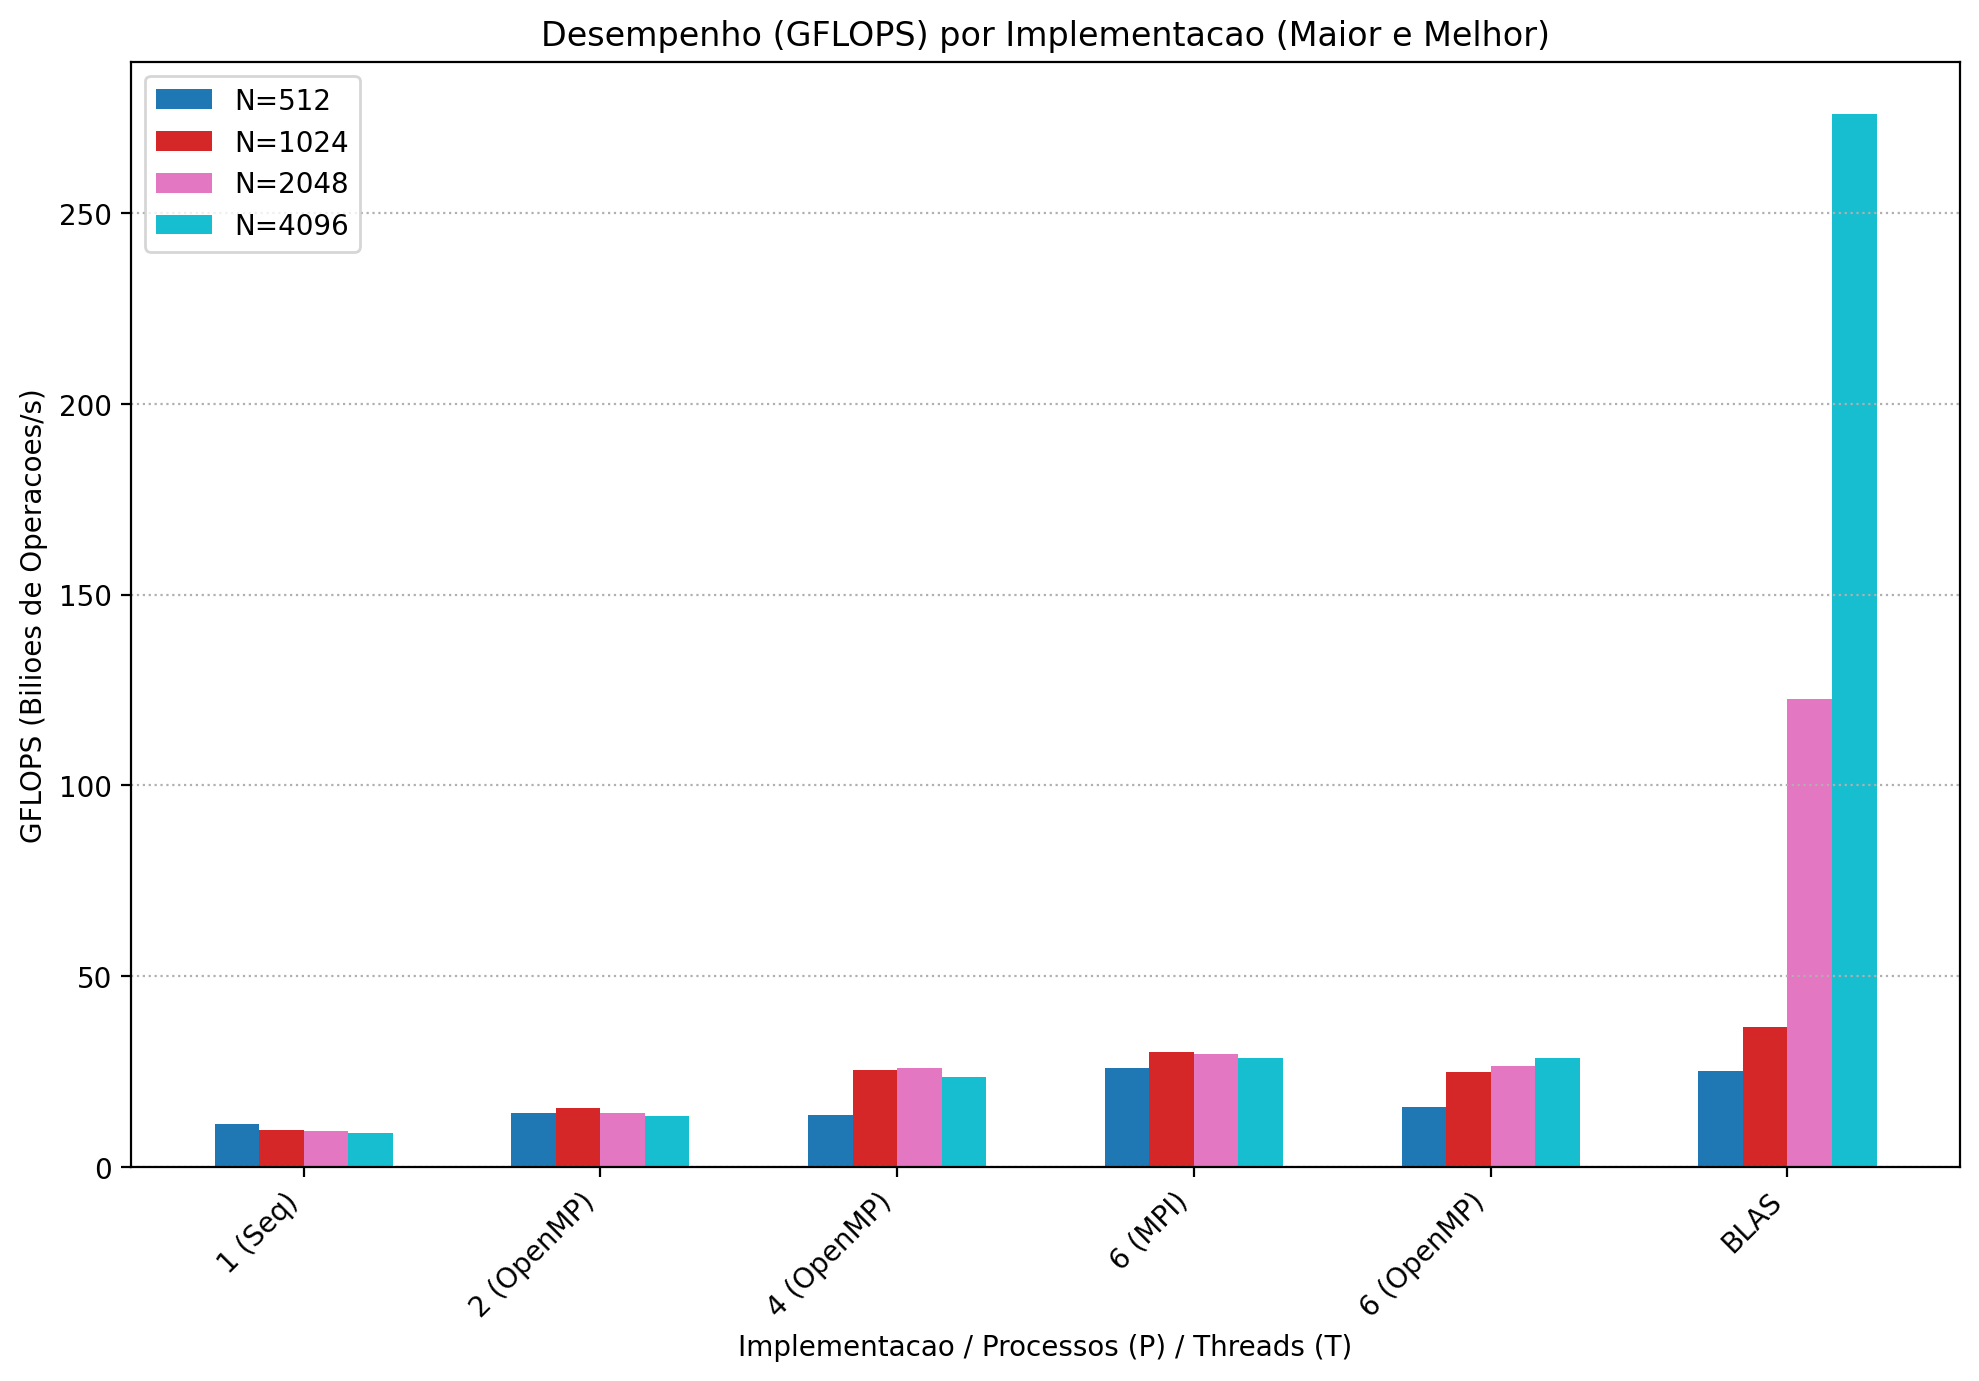 Desempenho (GFLOPS) por Implementacao (Maior e Melhor)
N=512
N=1024
N=2048
N=4096
GFLOPS (Bilioes de Operacoes/s)
250
200
150
100
50
0
1 (Seq)
2 (OpenMP)
4 (OpenMP)
6 (MPI)
6 (OpenMP)
BLAS
Implementacao / Processos (P) / Threads (T)